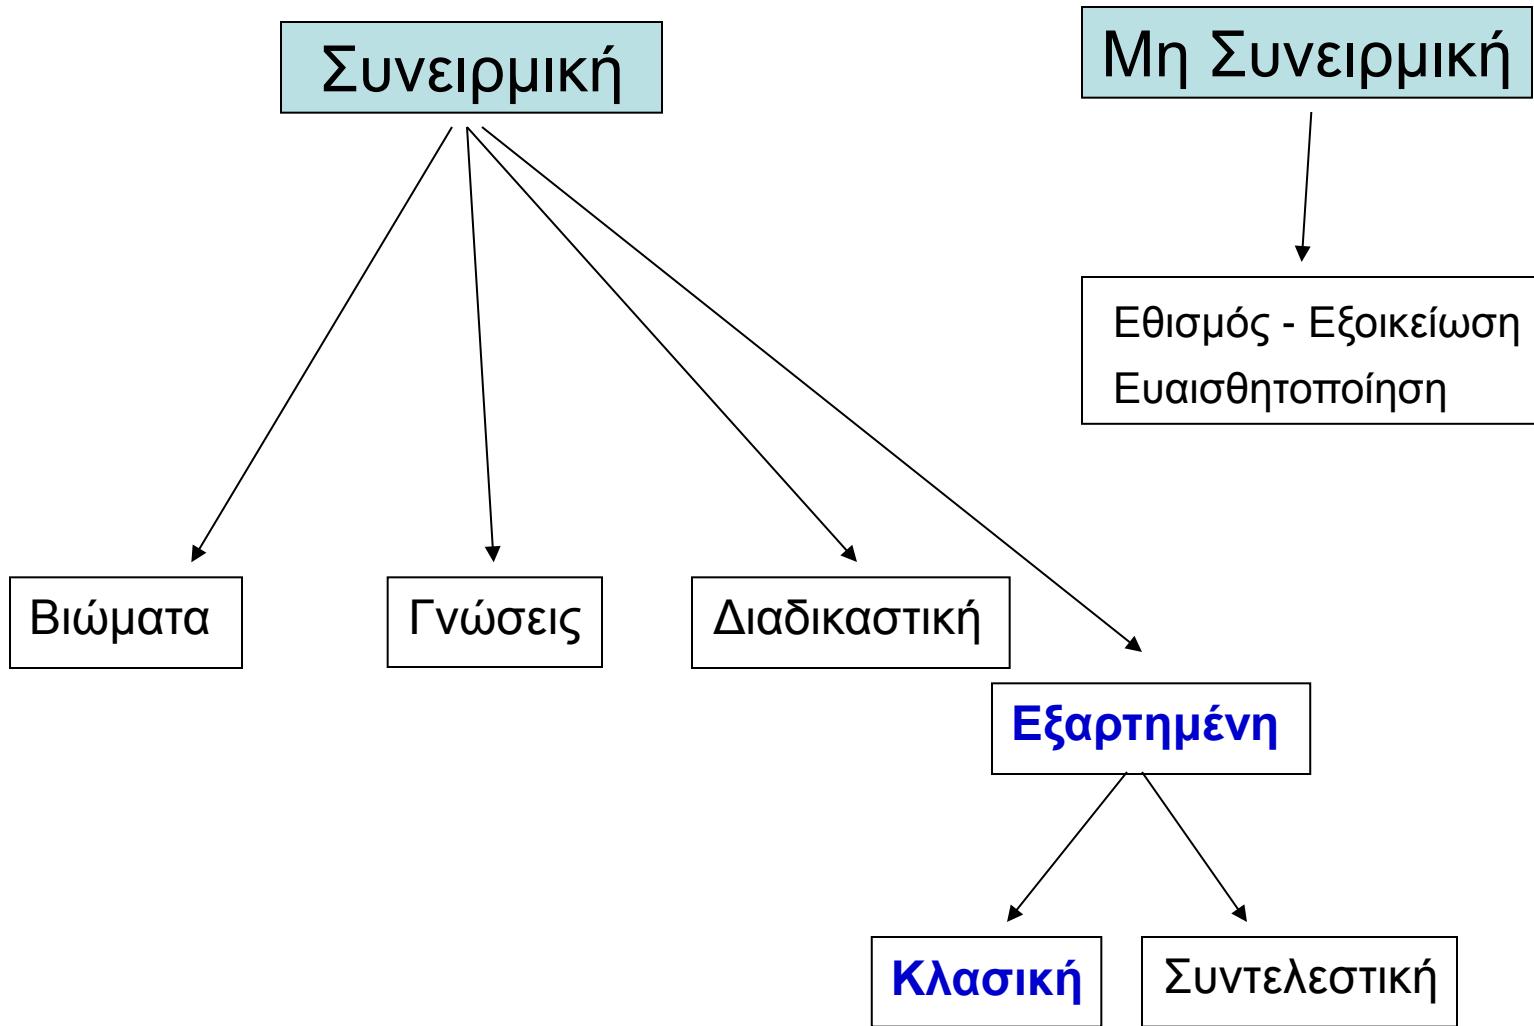 Συνειρμική
Μη Συνειρμική
Εθισμός - Εξοικείωση
Ευαισθητοποίηση
Βιώματα
Γνώσεις
Διαδικαστική
Εξαρτημένη
Κλασική
Συντελεστική